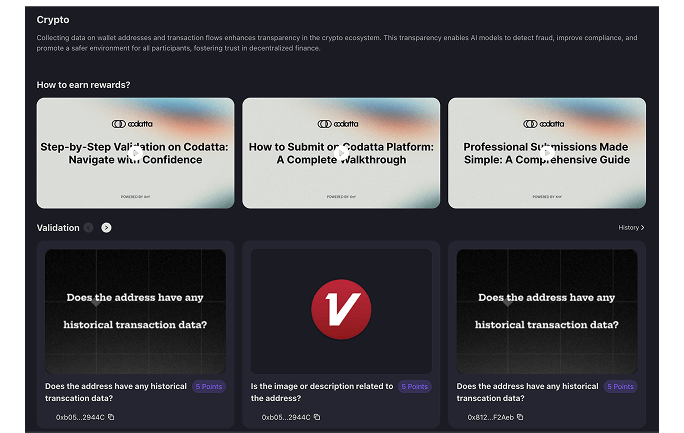 Crypto
Collecting data on wallet addresses and transaction flows enhances transparency in the crypto ecosystem. This transparency enables AI models to detect fraud, improve compliance, and
promote a safer environment for all participants, fostering trust in decentralized finance.
How to earn rewards?
codatta
Step-by-Step Validation on Codatta:
Navigate with Confidence
POWERED BY XNY
codatta
How to Submit on Codatta Platform:
A Complete Walkthrough
POWERED BY XNY
codatta
Professional Submissions Made
Simple: A Comprehensive Guide
POWERED BY XNY
Validation
History
Does the address have any
historical transaction data?
Does the address have any historical
transcation data?
5 Points
0xb05...2944C
V
Is the image or description related to
the address?
5 Points
0xb05...2944C
Does the address have any
historical transaction data?
Does the address have any historical
transcation data?
5 Points
0x812...F2Aeb